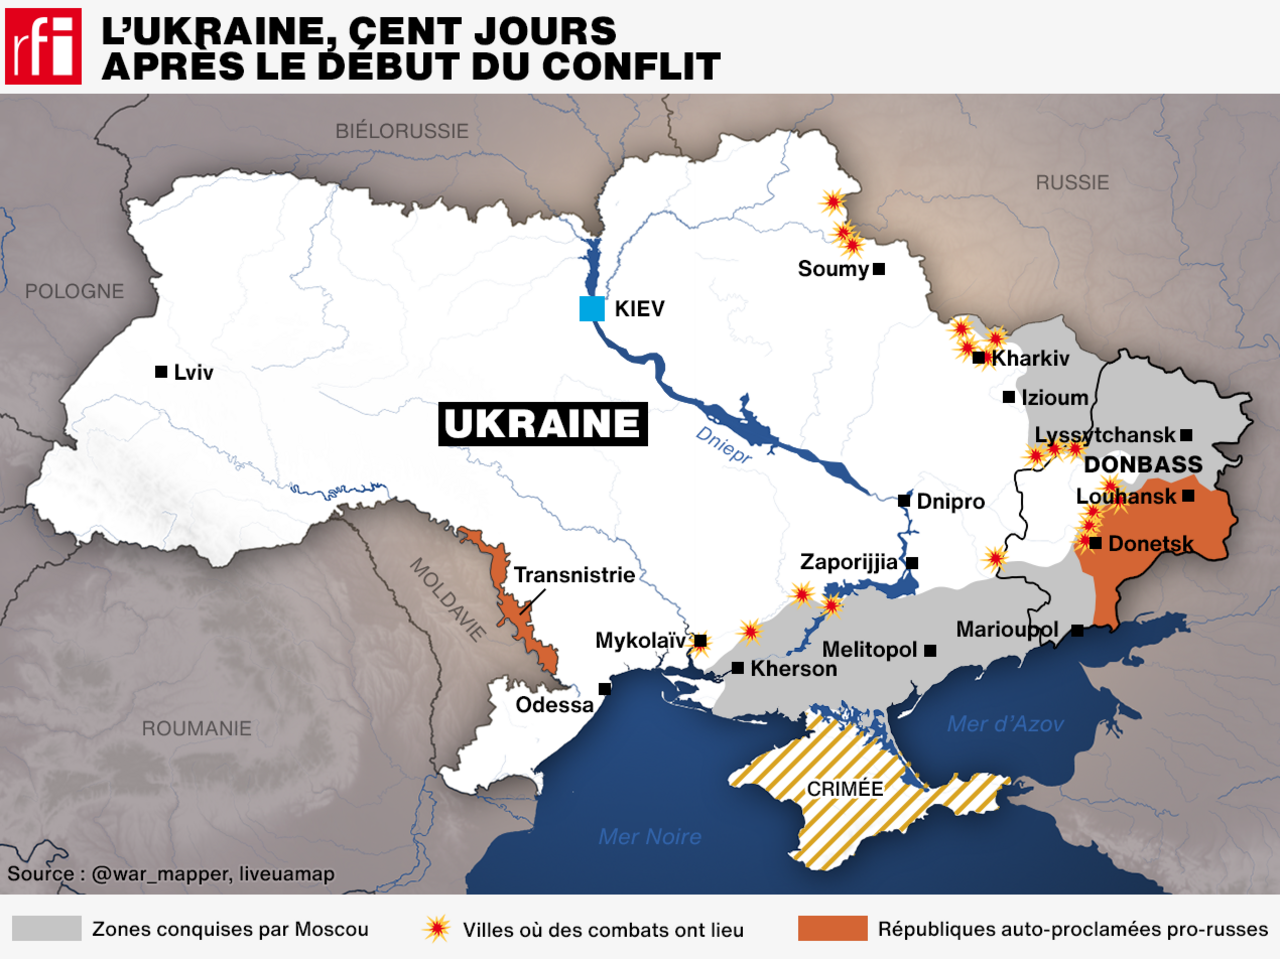 rfi
L'UKRAINE, CENT JOURS
APRÈS LE DÉBUT DU CONFLIT
BIÉLORUSSIE
RUSSIE
POLOGNE
Soumy
KIEV
Kharkiv
Lviv
Izioum
UKRAINE
Dniepr
Lyssytchansk
DONBASS
Louhansk
Dnipro
Donetsk
Zaporijjia
MOLDAVIE
Transnistrie
Marioupol
Mykolaïv
Melitopol
Kherson
Odessa
Mer d'Azov
ROUMANIE
CRIMÉE
Mer Noire
Source : @war_mapper, liveuamap
Zones conquises par Moscou
Villes où des combats ont lieu
Républiques auto-proclamées pro-russes